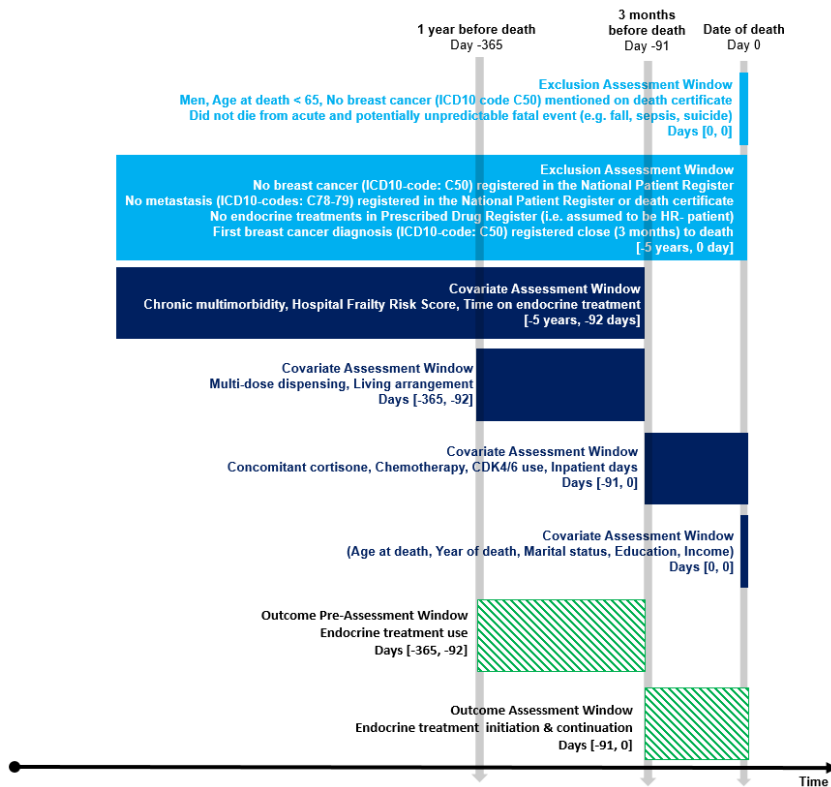 1 year before death
Day -365
3 months
before death
Day -91
Date of death
Day 0
Exclusion Assessment Window
Men, Age at death < 65, No breast cancer (ICD10 code C50) mentioned on death certificate
Did not die from acute and potentially unpredictable fatal event (e.g. fall, sepsis, suicide)
Days [0, 0]
Exclusion Assessment Window
No breast cancer (ICD10-code: C50) registered in the National Patient Register
No metastasis (ICD10-codes: C78-79) registered in the National Patient Register or death certificate
No endocrine treatments in Prescribed Drug Register (i.e. assumed to be HR- patient)
First breast cancer diagnosis (ICD10-code: C50) registered close (3 months) to death
[-5 years, 0 day]
Covariate Assessment Window
Chronic multimorbidity, Hospital Frailty Risk Score, Time on endocrine treatment
[-5 years, -92 days]
Covariate Assessment Window
Multi-dose dispensing, Living arrangement
Days [-365, -92]
Covariate Assessment Window
Concomitant cortisone, Chemotherapy, CDK4/6 use, Inpatient days
Days [-91, 0]
Covariate Assessment Window
(Age at death, Year of death, Marital status, Education, Income)
Days [0, 0]
Outcome Pre-Assessment Window
Endocrine treatment use
Days [-365, -92]
Outcome Assessment Window
Endocrine treatment initiation & continuation
Days [-91, 0]
Time